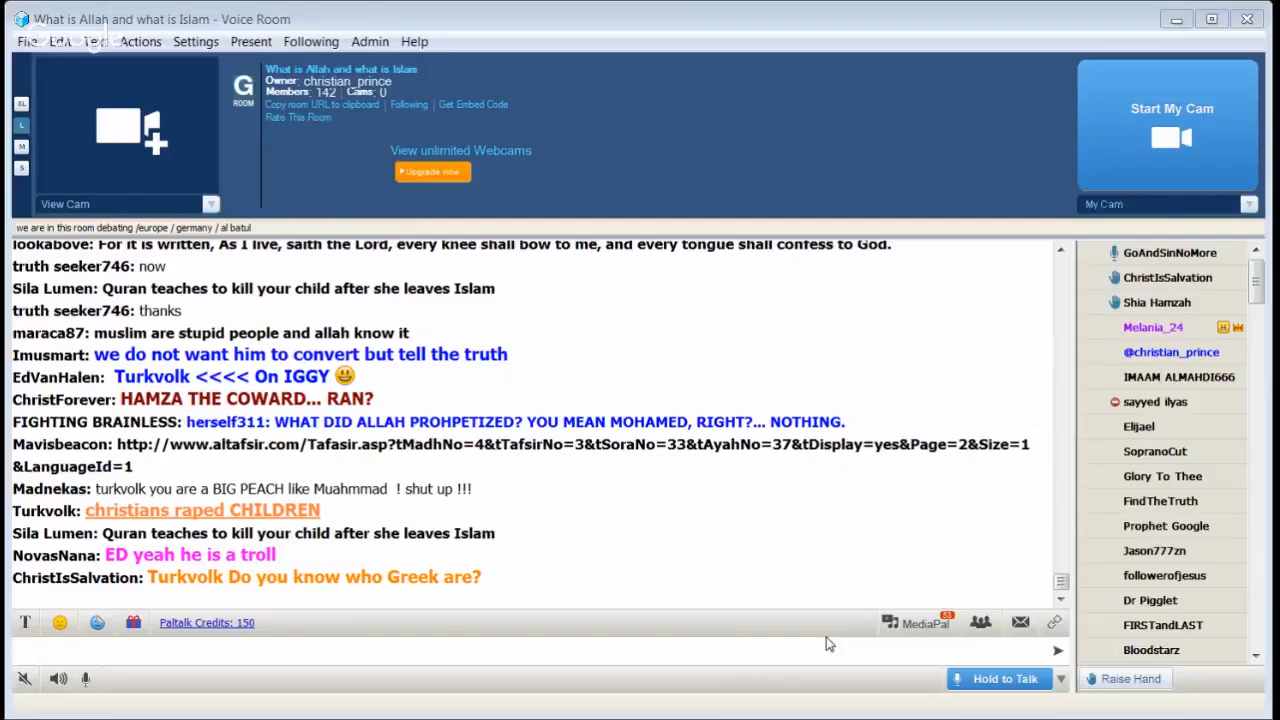 What is Allah and what is Islam - Voice Room
Google
File Edit Text Actions Settings Present Following Admin Help
XL
L
M
S
G
ROOM
What is Allah and what is Islam
Owner: christian_prince
Members: 142 Cams: 0
Copy room URL to clipboard | Following | Get Embed Code
Rate This Room
View unlimited Webcams
Upgrade now
Start My Cam
View Cam
My Cam
we are in this room debating /europe / germany / al batul
lookabove: For it is written, As I live, saith the Lord, every knee shall bow to me, and every tongue shall confess to God.
truth seeker746: now
Sila Lumen: Quran teaches to kill your child after she leaves Islam
truth seeker746: thanks
maraca87: muslim are stupid people and allah know it
Imusmart: we do not want him to convert but tell the truth
EdVanHalen: Turkvolk <<<< On IGGY 😃
ChristForever: HAMZA THE COWARD... RAN?
FIGHTING BRAINLESS: herself311: WHAT DID ALLAH PROHPETIZED? YOU MEAN MOHAMED, RIGHT?... NOTHING.
Mavisbeacon: http://www.altafsir.com/Tafasir.asp?tMadhNo=4&tTafsirNo=3&tSoraNo=33&tAyahNo=37&tDisplay=yes&Page=2&Size=1
&LanguageId=1
Madnekas: turkvolk you are a BIG PEACH like Muahmmad ! shut up !!!
Turkvolk: christians raped CHILDREN
Sila Lumen: Quran teaches to kill your child after she leaves Islam
NovasNana: ED yeah he is a troll
ChristIsSalvation: Turkvolk Do you know who Greek are?
GoAndSinNoMore
ChristIsSalvation
Shia Hamzah
Melania_24
@christian_prince
IMAAM ALMAHDI666
sayyed ilyas
Elijael
SopranoCut
Glory To Thee
FindTheTruth
Prophet Google
Jason777zn
followerofjesus
Dr Pigglet
FIRSTandLAST
Bloodstarz
T
Paltalk Credits: 150
MediaPal
53
Hold to Talk
Raise Hand